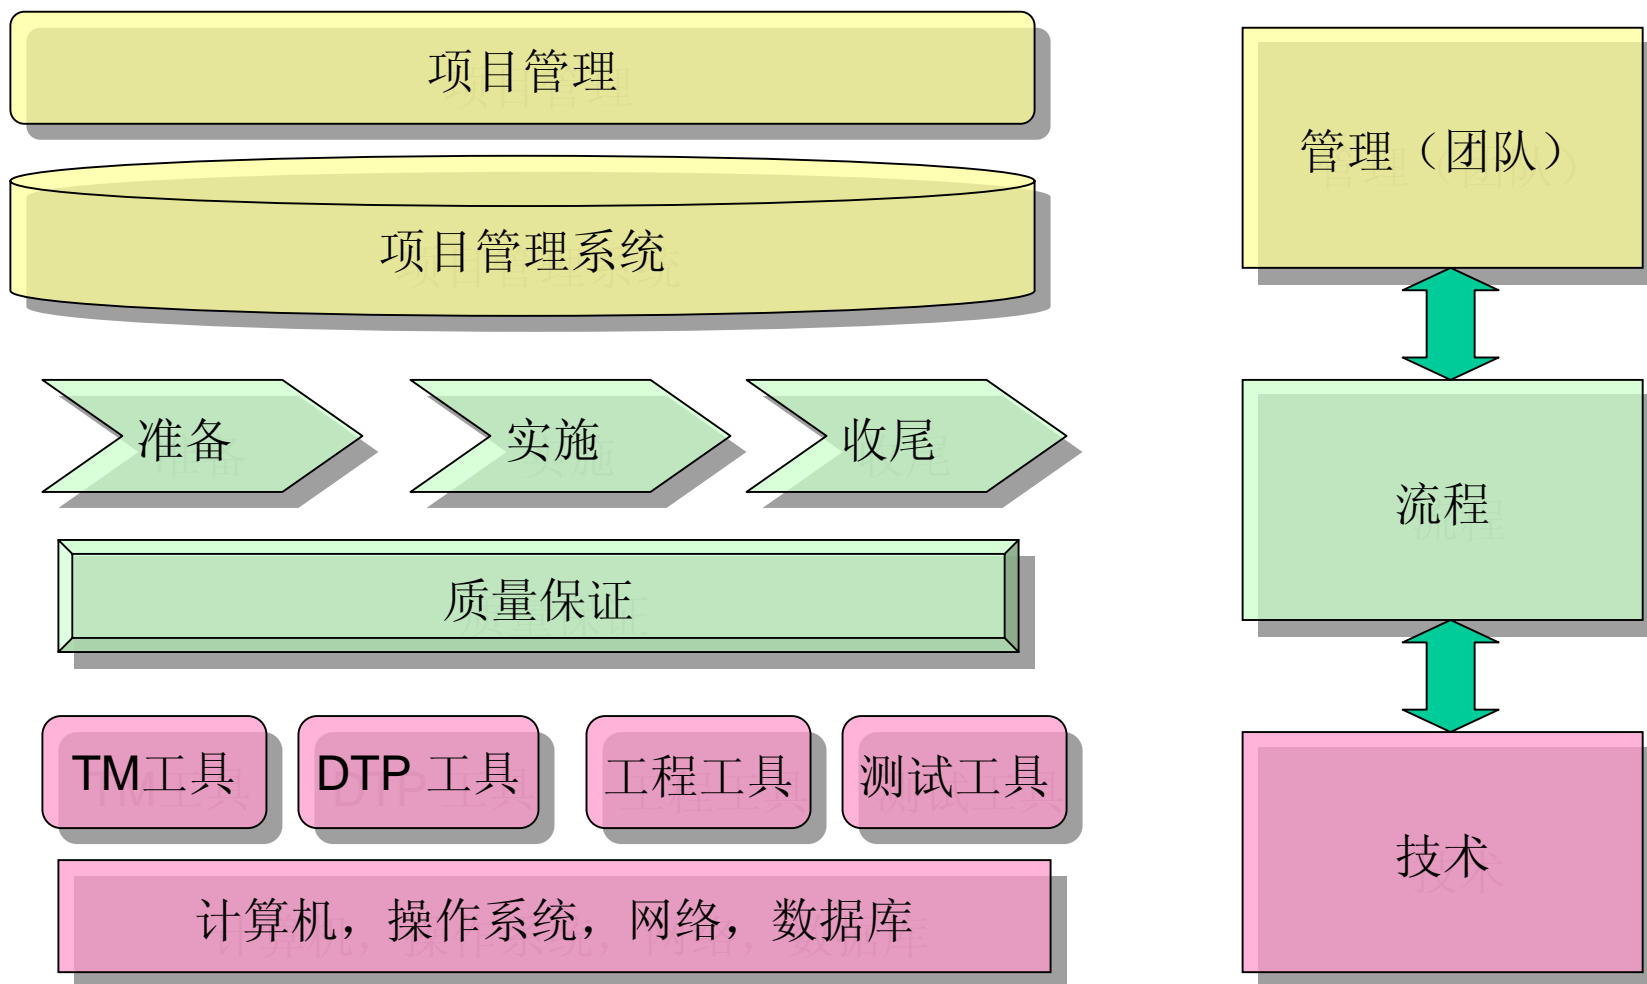 项目管理
项目管理系统
准备
实施
收尾
质量保证
TM工具
DTP 工具
工程工具
测试工具
计算机，操作系统，网络，数据库
管理（团队）
流程
技术